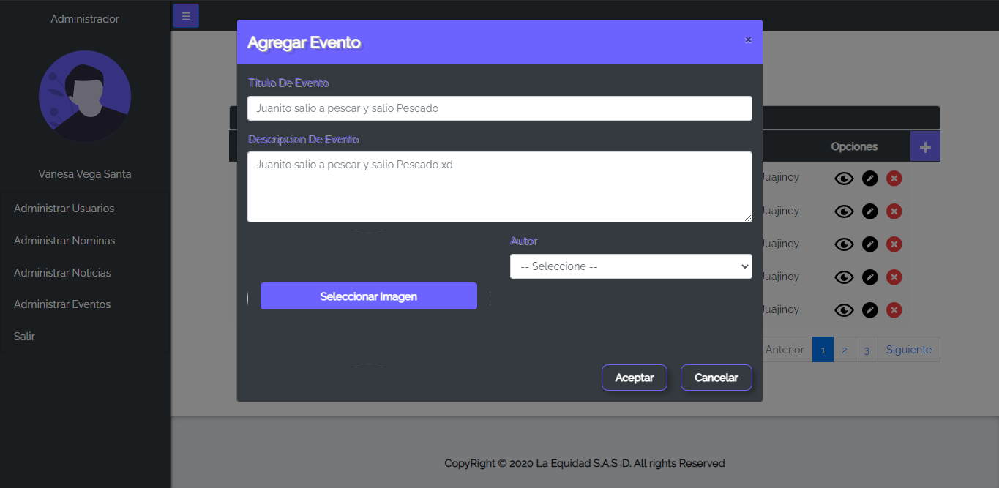 Administrador
☰
Agregar Evento
×
Titulo De Evento
Juanito salio a pescar y salio Pescado
Descripcion De Evento
Juanito salio a pescar y salio Pescado xd
Autor
-- Seleccione --
Seleccionar Imagen
Aceptar
Cancelar
Vanesa Vega Santa
Administrar Usuarios
Administrar Nominas
Administrar Noticias
Administrar Eventos
Salir
Opciones
+
Juajinoy
Juajinoy
Juajinoy
Juajinoy
Juajinoy
Anterior 1 2 3 Siguiente
CopyRight © 2020 La Equidad S.A.S :D. All rights Reserved